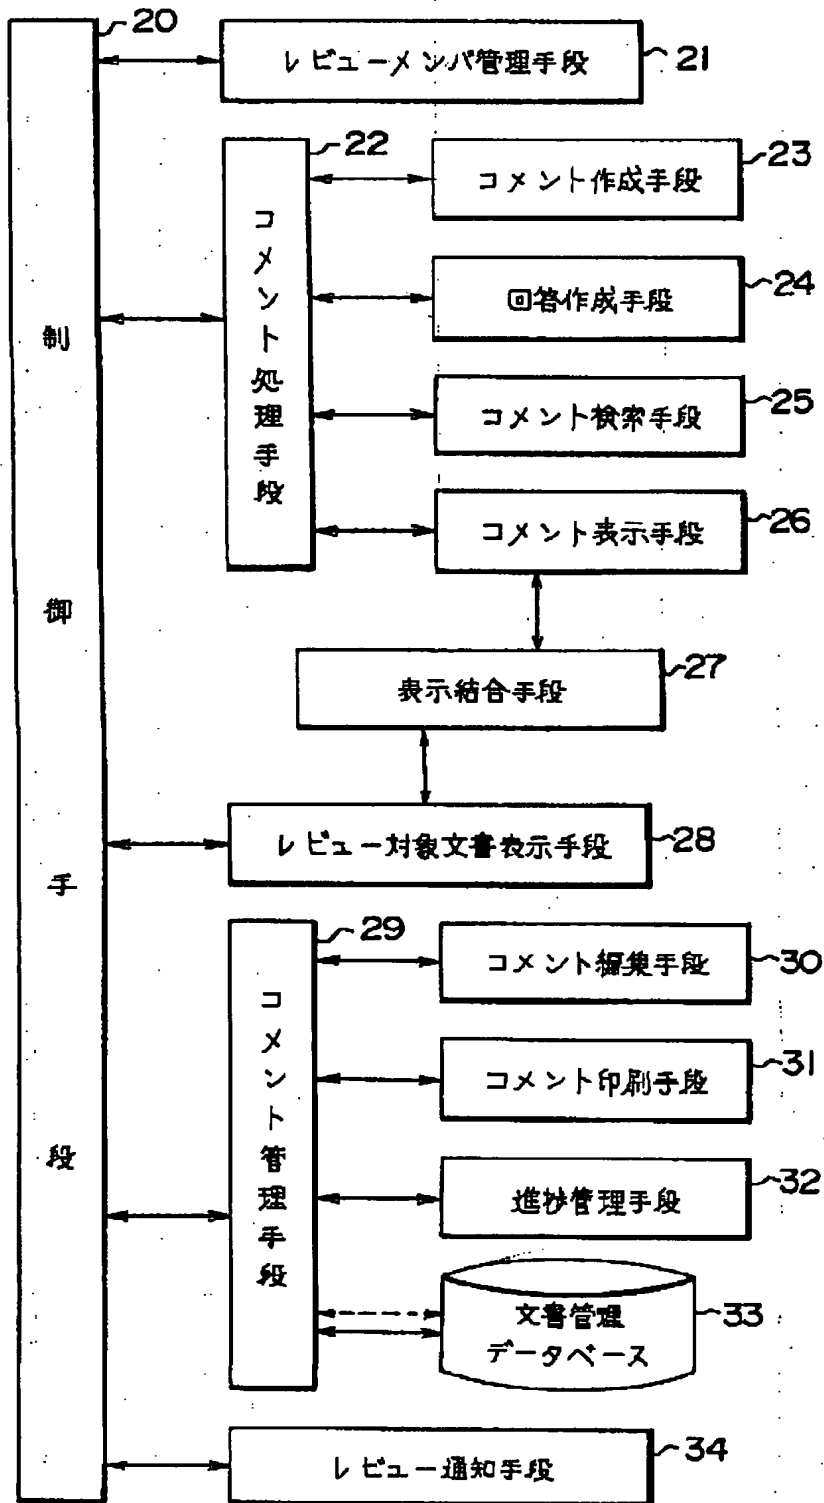 20
制御手段
レビューメンバ管理手段
21
22
コメント処理手段
コメント作成手段
23
回答作成手段
24
コメント検索手段
25
コメント表示手段
26
表示結合手段
27
レビュー対象文書表示手段
28
29
コメント管理手段
コメント編集手段
30
コメント印刷手段
31
進捗管理手段
32
文書管理
データベース
33
レビュー通知手段
34